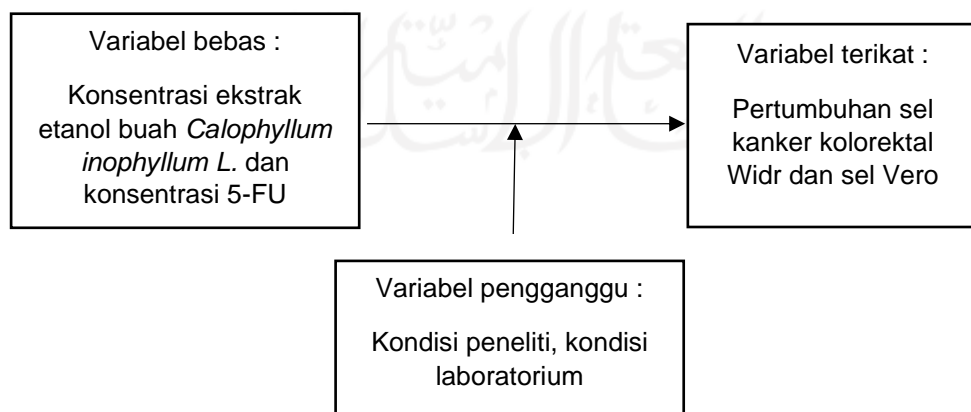 Variabel bebas :
Konsentrasi ekstrak
etanol buah Calophyllum
inophyllum L. dan
konsentrasi 5-FU
Variabel terikat :
Pertumbuhan sel
kanker kolorektal
Widr dan sel Vero
Variabel pengganggu :
Kondisi peneliti, kondisi
laboratorium